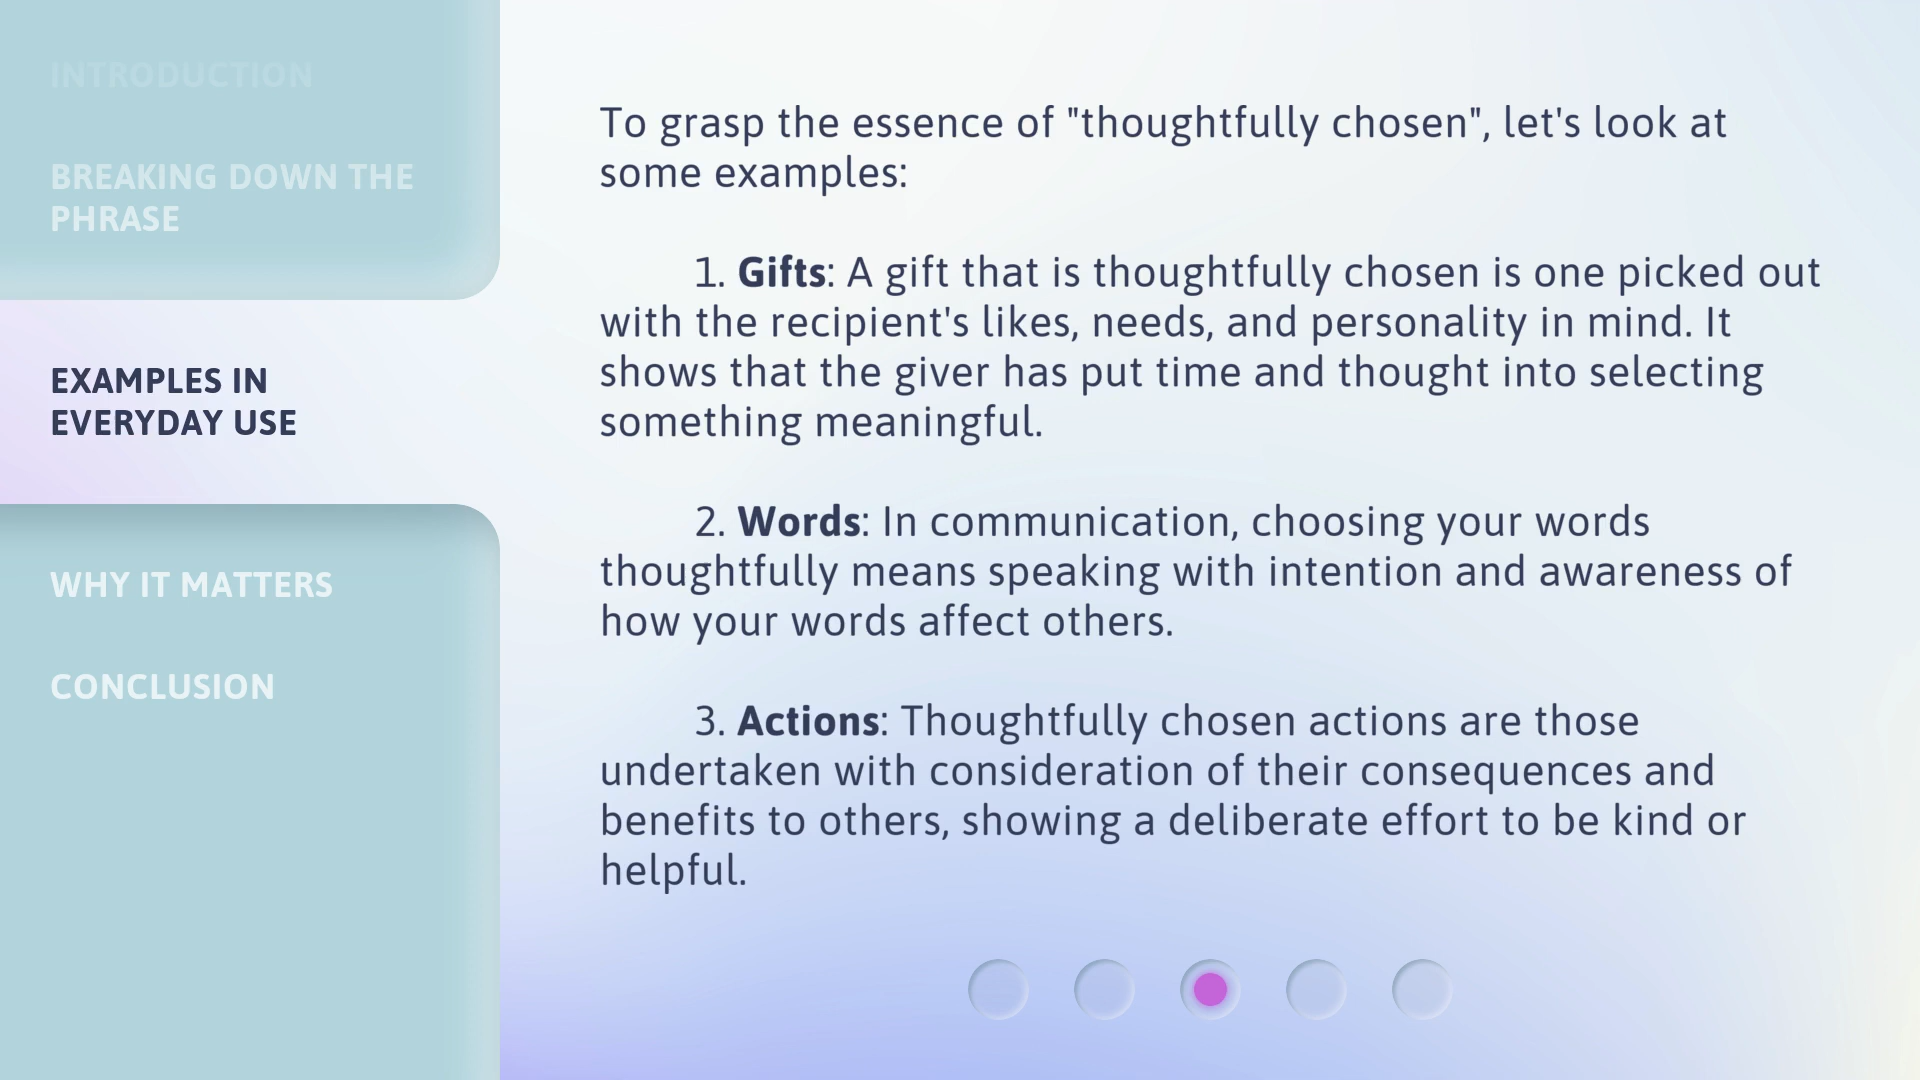 INTRODUCTION
BREAKING DOWN THE
PHRASE
EXAMPLES IN
EVERYDAY USE
WHY IT MATTERS
CONCLUSION
To grasp the essence of "thoughtfully chosen", let's look at
some examples:
1. Gifts: A gift that is thoughtfully chosen is one picked out
with the recipient's likes, needs, and personality in mind. It
shows that the giver has put time and thought into selecting
something meaningful.
2. Words: In communication, choosing your words
thoughtfully means speaking with intention and awareness of
how your words affect others.
3. Actions: Thoughtfully chosen actions are those
undertaken with consideration of their consequences and
benefits to others, showing a deliberate effort to be kind or
helpful.